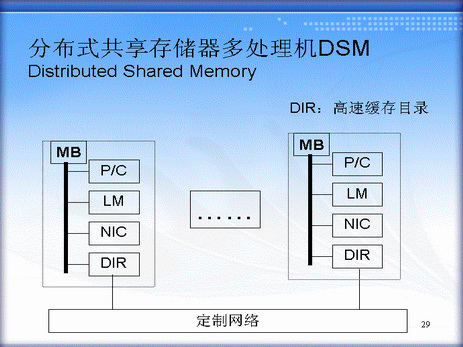 分布式共享存储器多处理机DSM
Distributed Shared Memory
DIR：高速缓存目录
MB
P/C
LM
NIC
DIR
......
MB
P/C
LM
NIC
DIR
定制网络
29